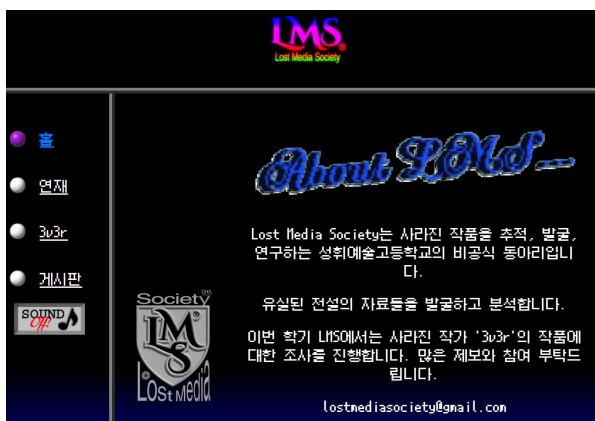 LMS
Lost Media Society
홈
연재
3v3r
게시판
SOUND
Off!
About LMS...
Lost Media Society는 사라진 작품을 추적, 발굴,
연구하는 성휘예술고등학교의 비공식 동아리입니
다.
유실된 전설의 자료들을 발굴하고 분석합니다.
이번 학기 LMS에서는 사라진 작가 '3v3r'의 작품에
대한 조사를 진행합니다. 많은 제보와 참여 부탁드
립니다.
lostmediasociety@gmail.com
Society
LMS
Lost Media